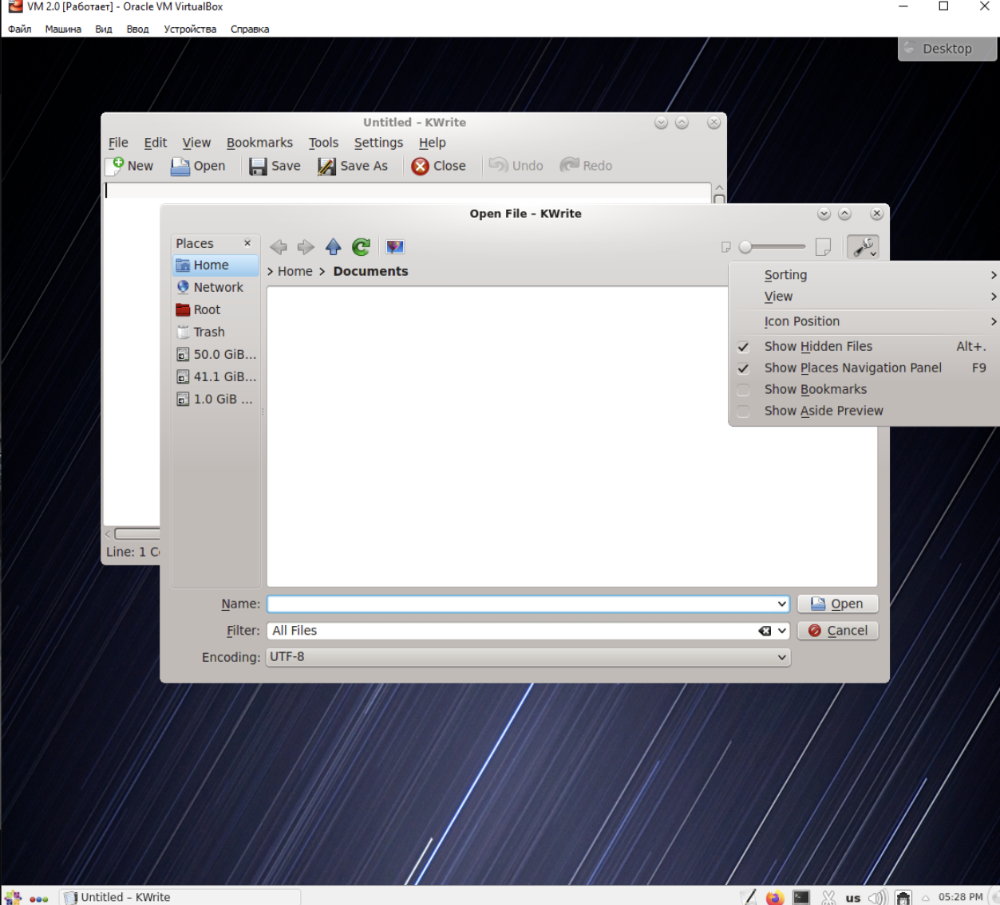 VM 2.0 [Работает] - Oracle VM VirtualBox
Файл Машина Вид Ввод Устройства Справка
Desktop
Untitled – KWrite
File Edit View Bookmarks Tools Settings Help
New Open Save Save As Close Undo Redo
Open File – KWrite
Places
Home
Network
Root
Trash
50.0 GiB...
41.1 GiB...
1.0 GiB ...
> Home > Documents
Sorting
View
Icon Position
Show Hidden Files Alt+.
Show Places Navigation Panel F9
Show Bookmarks
Show Aside Preview
Line: 1 Co
Name:
Open
Filter: All Files
Cancel
Encoding: UTF-8
Untitled – KWrite
us
05:28 PM